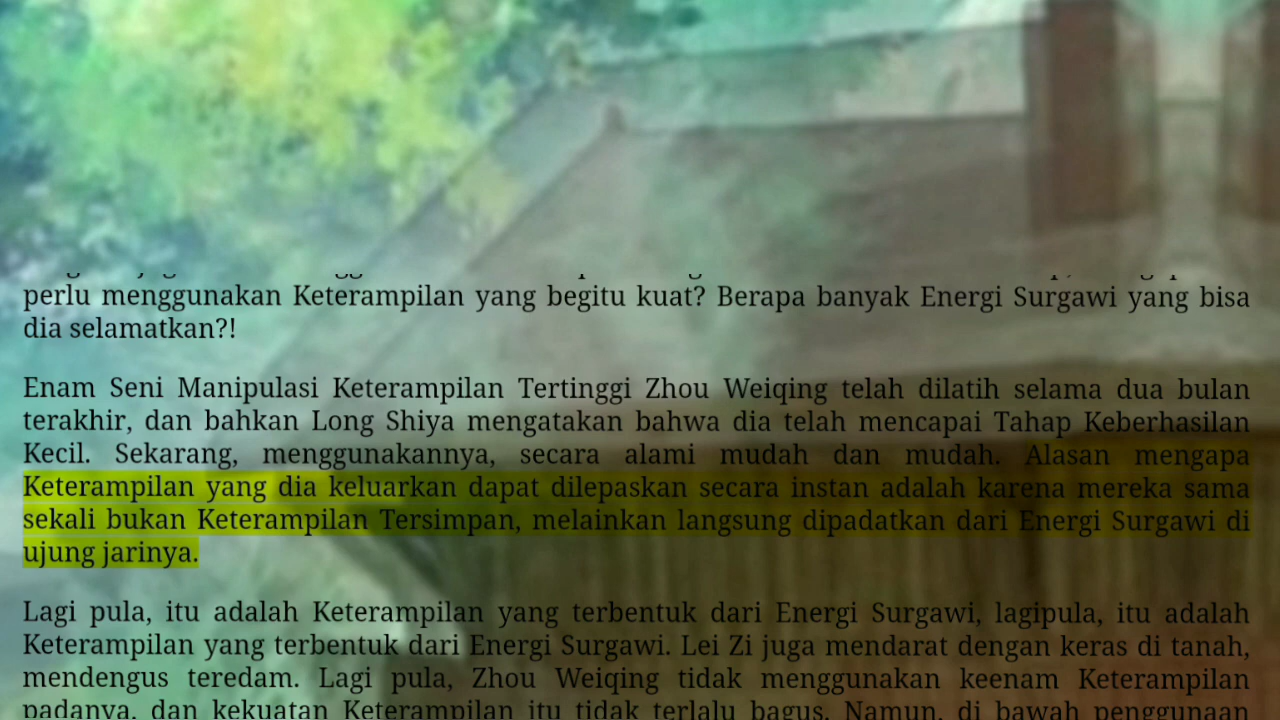 perlu menggunakan Keterampilan yang begitu kuat? Berapa banyak Energi Surgawi yang bisa
dia selamatkan?!
Enam Seni Manipulasi Keterampilan Tertinggi Zhou Weiqing telah dilatih selama dua bulan
terakhir, dan bahkan Long Shiya mengatakan bahwa dia telah mencapai Tahap Keberhasilan
Kecil. Sekarang, menggunakannya, secara alami mudah dan mudah. Alasan mengapa
Keterampilan yang dia keluarkan dapat dilepaskan secara instan adalah karena mereka sama
sekali bukan Keterampilan Tersimpan, melainkan langsung dipadatkan dari Energi Surgawi di
ujung jarinya.
Lagi pula, itu adalah Keterampilan yang terbentuk dari Energi Surgawi, lagipula, itu adalah
Keterampilan yang terbentuk dari Energi Surgawi. Lei Zi juga mendarat dengan keras di tanah,
mendengus teredam. Lagi pula, Zhou Weiqing tidak menggunakan keenam Keterampilan
padanya, dan kekuatan Keterampilan itu tidak terlalu bagus. Namun, di bawah penggunaan